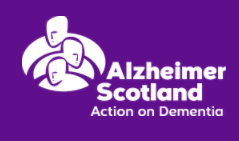 Alzheimer
Scotland
Action on Dementia